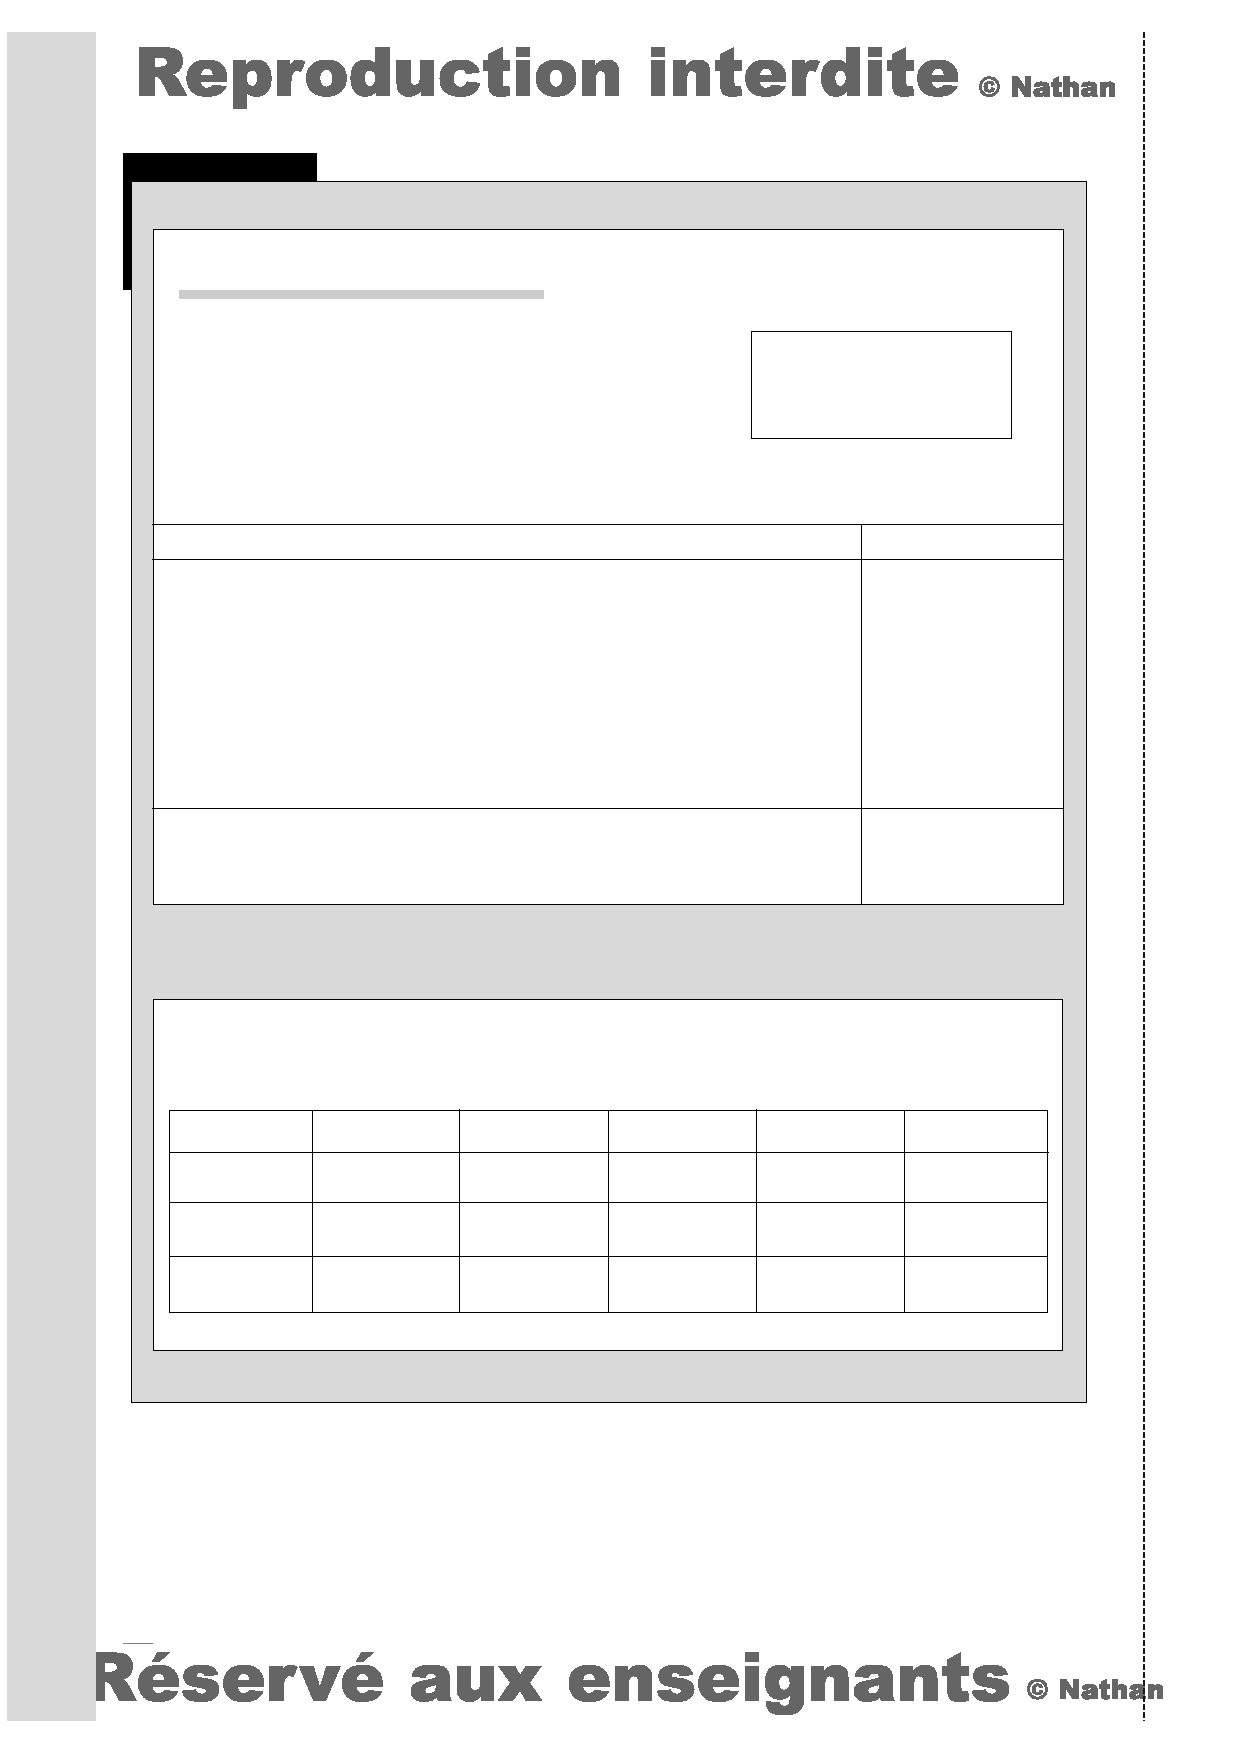 Reproduction interdite © Nathan
Réservé aux enseignants © Nathan